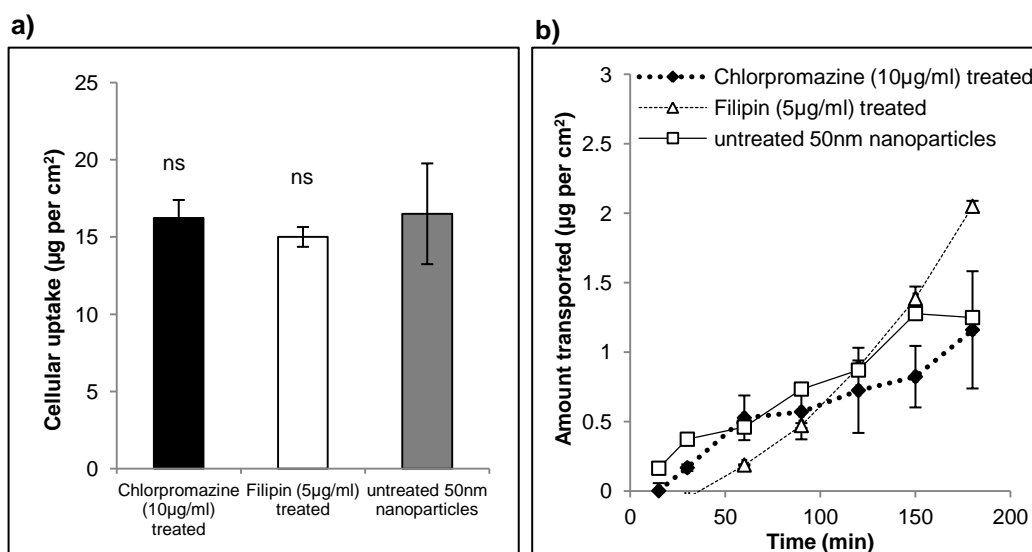 a)
25
20
15
10
5
0
Cellular uptake (µg per cm²)
ns
ns
Chlorpromazine
(10µg/ml)
treated
Filipin (5µg/ml)
treated
untreated 50nm
nanoparticles
b)
3
2.5
2
1.5
1
0.5
0
Amount transported (µg per cm²)
Chlorpromazine (10µg/ml) treated
Filipin (5µg/ml) treated
untreated 50nm nanoparticles
0 50 100 150 200
Time (min)